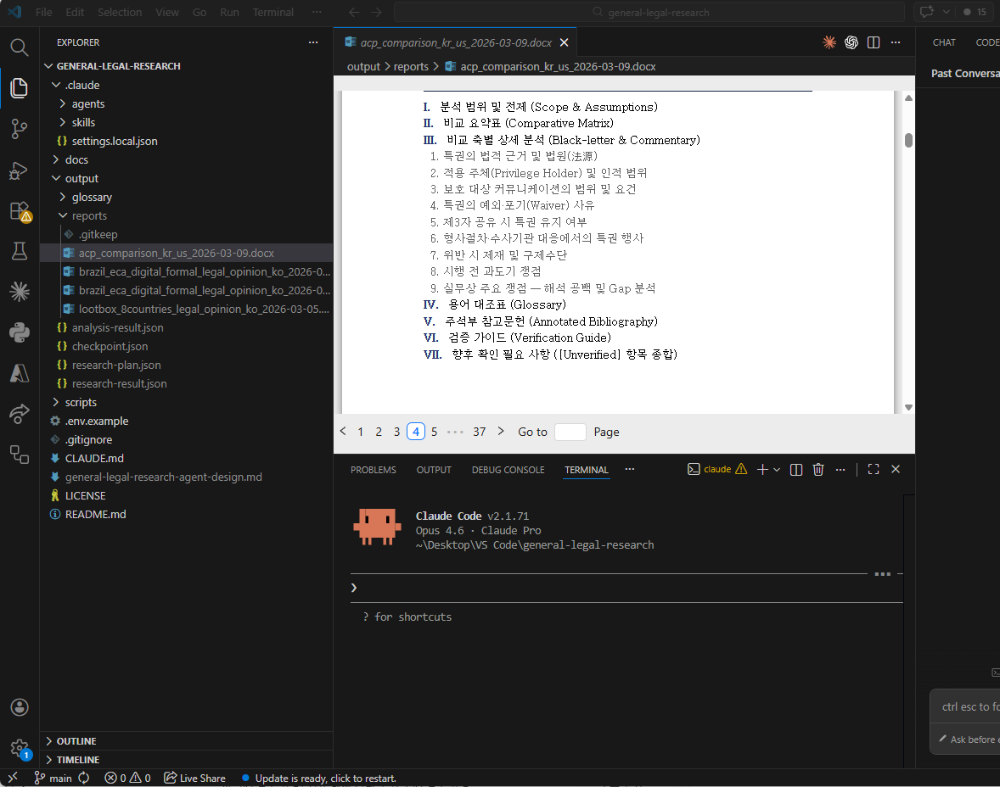 File Edit Selection View Go Run Terminal ··· general-legal-research 15
EXPLORER ···
GENERAL-LEGAL-RESEARCH
.claude
agents
skills
{} settings.local.json
docs
output
glossary
reports
.gitkeep
acp_comparison_kr_us_2026-03-09.docx
brazil_eca_digital_formal_legal_opinion_ko_2026-0...
brazil_eca_digital_formal_legal_opinion_ko_2026-0...
lootbox_8countries_legal_opinion_ko_2026-03-05....
{} analysis-result.json
{} checkpoint.json
{} research-plan.json
{} research-result.json
scripts
.env.example
.gitignore
CLAUDE.md
general-legal-research-agent-design.md
LICENSE
README.md
OUTLINE
TIMELINE
acp_comparison_kr_us_2026-03-09.docx
output > reports > acp_comparison_kr_us_2026-03-09.docx
I. 분석 범위 및 전제 (Scope & Assumptions)
II. 비교 요약표 (Comparative Matrix)
III. 비교 축별 상세 분석 (Black-letter & Commentary)
1. 특권의 법적 근거 및 법원(法源)
2. 적용 주체(Privilege Holder) 및 인적 범위
3. 보호 대상 커뮤니케이션의 범위 및 요건
4. 특권의 예외·포기(Waiver) 사유
5. 제3자 공유 시 특권 유지 여부
6. 형사절차·수사기관 대응에서의 특권 행사
7. 위반 시 제재 및 구제수단
8. 시행 전 과도기 쟁점
9. 실무상 주요 쟁점 — 해석 공백 및 Gap 분석
IV. 용어 대조표 (Glossary)
V. 주석부 참고문헌 (Annotated Bibliography)
VI. 검증 가이드 (Verification Guide)
VII. 향후 확인 필요 사항 ([Unverified] 항목 종합)
< 1 2 3 4 5 ··· 37 > Go to Page
PROBLEMS OUTPUT DEBUG CONSOLE TERMINAL ··· claude
Claude Code v2.1.71
Opus 4.6 · Claude Pro
~\Desktop\VS Code\general-legal-research
❯
? for shortcuts
CHAT CODE
Past Conversa
ctrl esc to fo
Ask before e
1
main 0 0 Live Share Update is ready, click to restart.